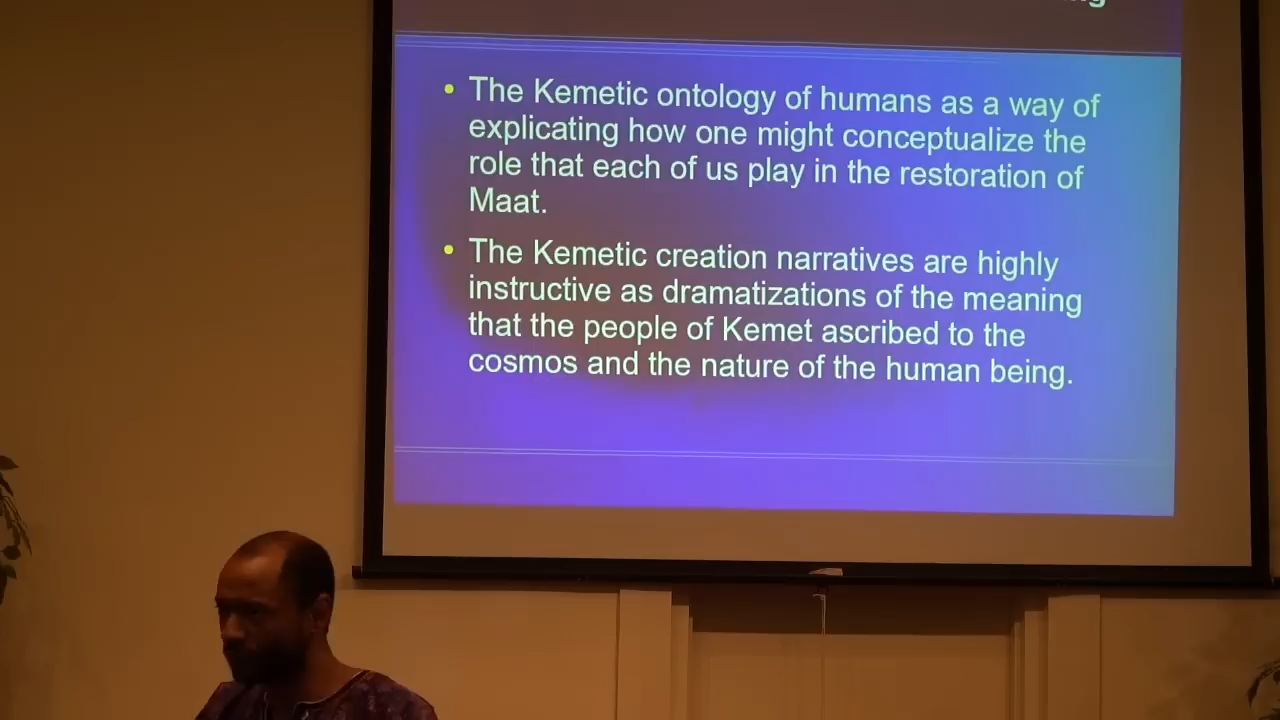 • The Kemetic ontology of humans as a way of
explicating how one might conceptualize the
role that each of us play in the restoration of
Maat.
• The Kemetic creation narratives are highly
instructive as dramatizations of the meaning
that the people of Kemet ascribed to the
cosmos and the nature of the human being.